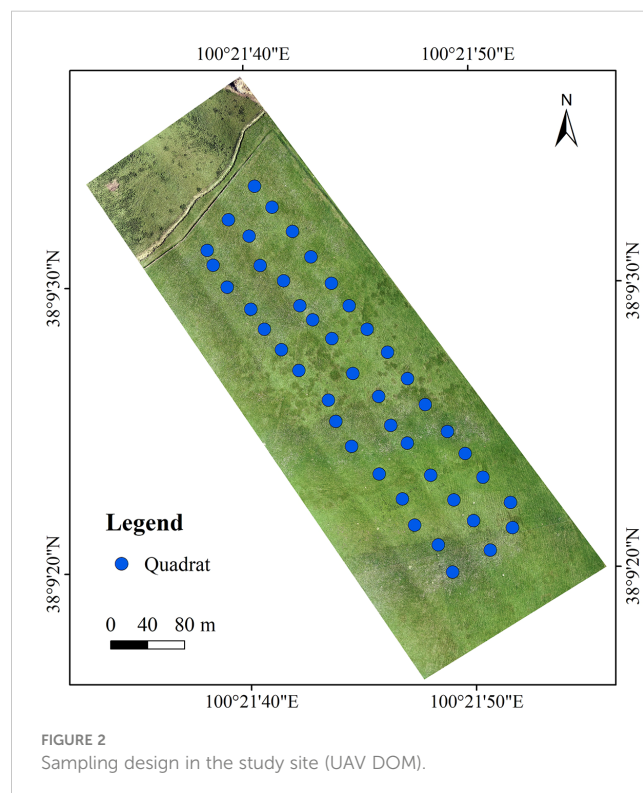 100°21'40"E 100°21'50"E
N
38°9'30"N 38°9'30"N
38°9'20"N 38°9'20"N
Legend
Quadrat
0 40 80 m
100°21'40"E 100°21'50"E
FIGURE 2
Sampling design in the study site (UAV DOM).